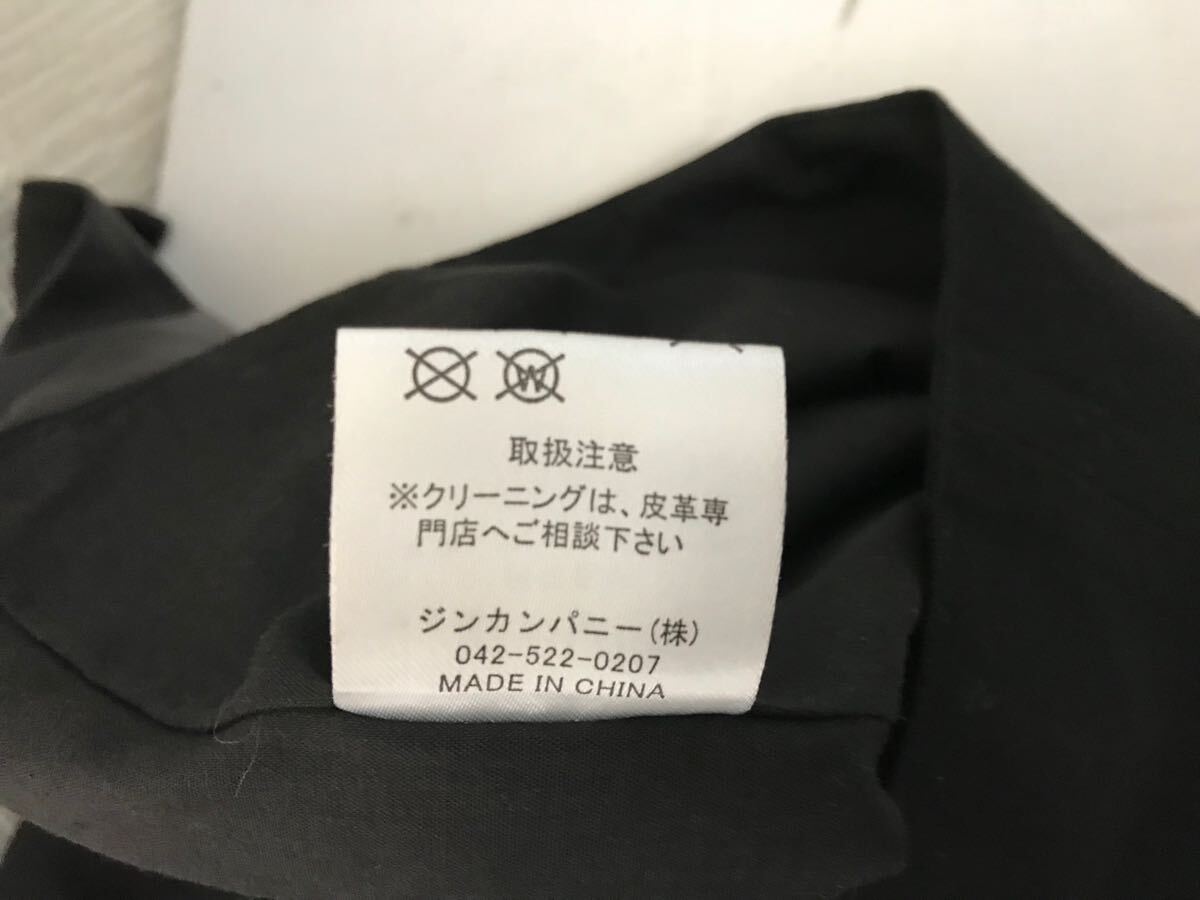 W
取扱注意
※クリーニングは、皮革専
門店へご相談下さい
ジンカンパニー(株)
042-522-0207
MADE IN CHINA